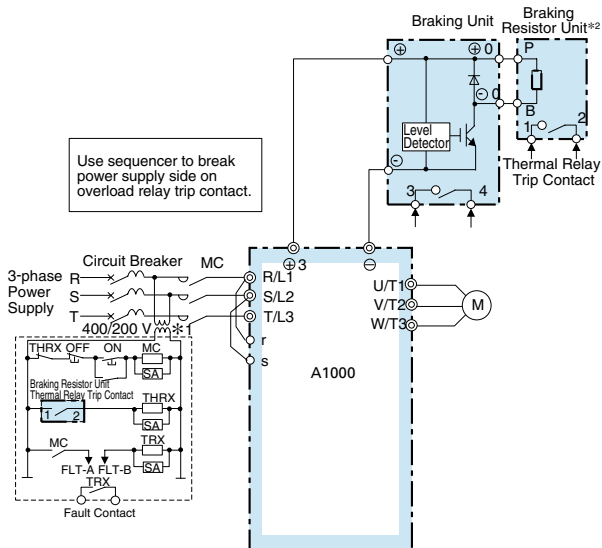 Braking Unit
Braking Resistor Unit*2
⊕ ⊕0 P
⊖0 B
Level Detector
1 2
⊖
Thermal Relay Trip Contact
3 4
Use sequencer to break
power supply side on
overload relay trip contact.
Circuit Breaker MC
⊕3 ⊖
3-phase Power Supply
R R/L1 U/T1
S S/L2 V/T2 M
T T/L3 W/T3
400/200 V *1
r
s
A1000
THRX OFF ON MC
SA
Braking Resistor Unit
Thermal Relay Trip Contact
1 2 THRX
SA
MC TRX
FLT-A FLT-B SA
TRX
Fault Contact